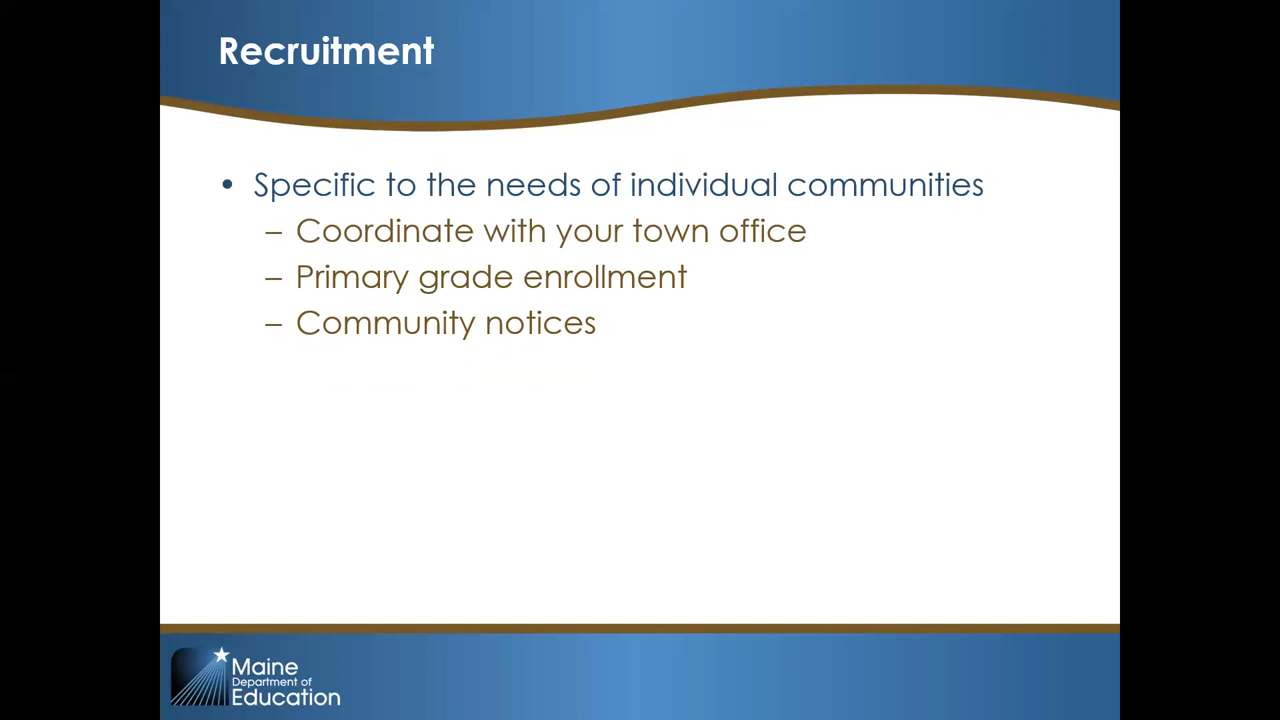 Recruitment
• Specific to the needs of individual communities
– Coordinate with your town office
– Primary grade enrollment
– Community notices
Maine
Department of
Education